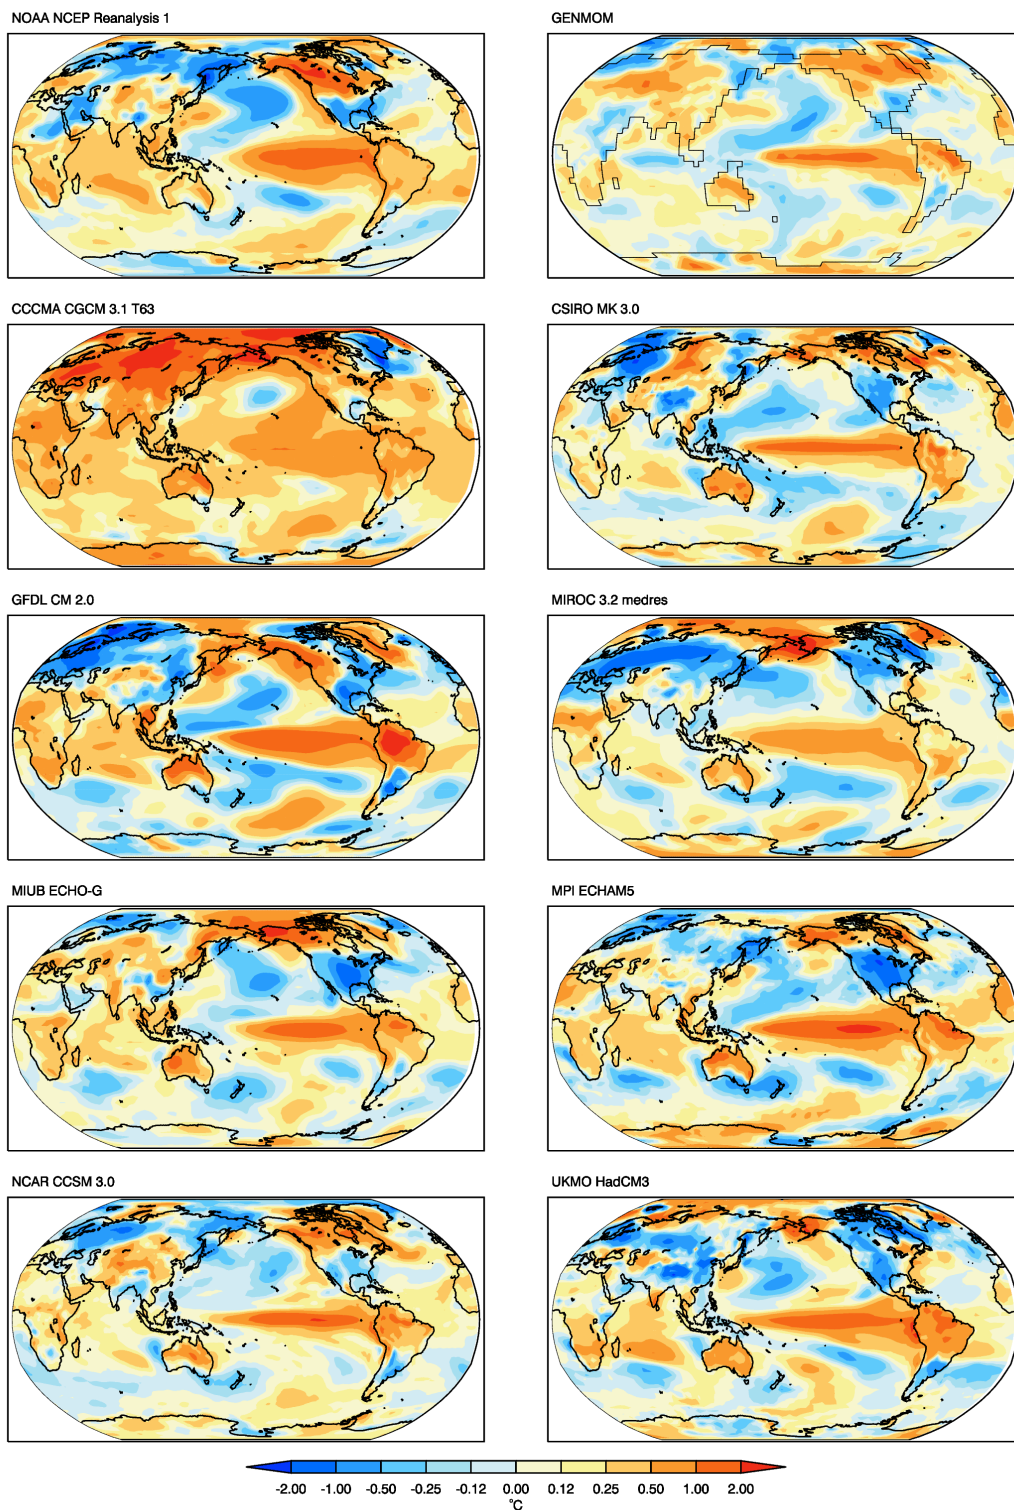 NOAA NCEP Reanalysis 1
GENMOM
CCCMA CGCM 3.1 T63
CSIRO MK 3.0
GFDL CM 2.0
MIROC 3.2 medres
MIUB ECHO-G
MPI ECHAM5
NCAR CCSM 3.0
UKMO HadCM3
-2.00 -1.00 -0.50 -0.25 -0.12 0.00 0.12 0.25 0.50 1.00 2.00
°C